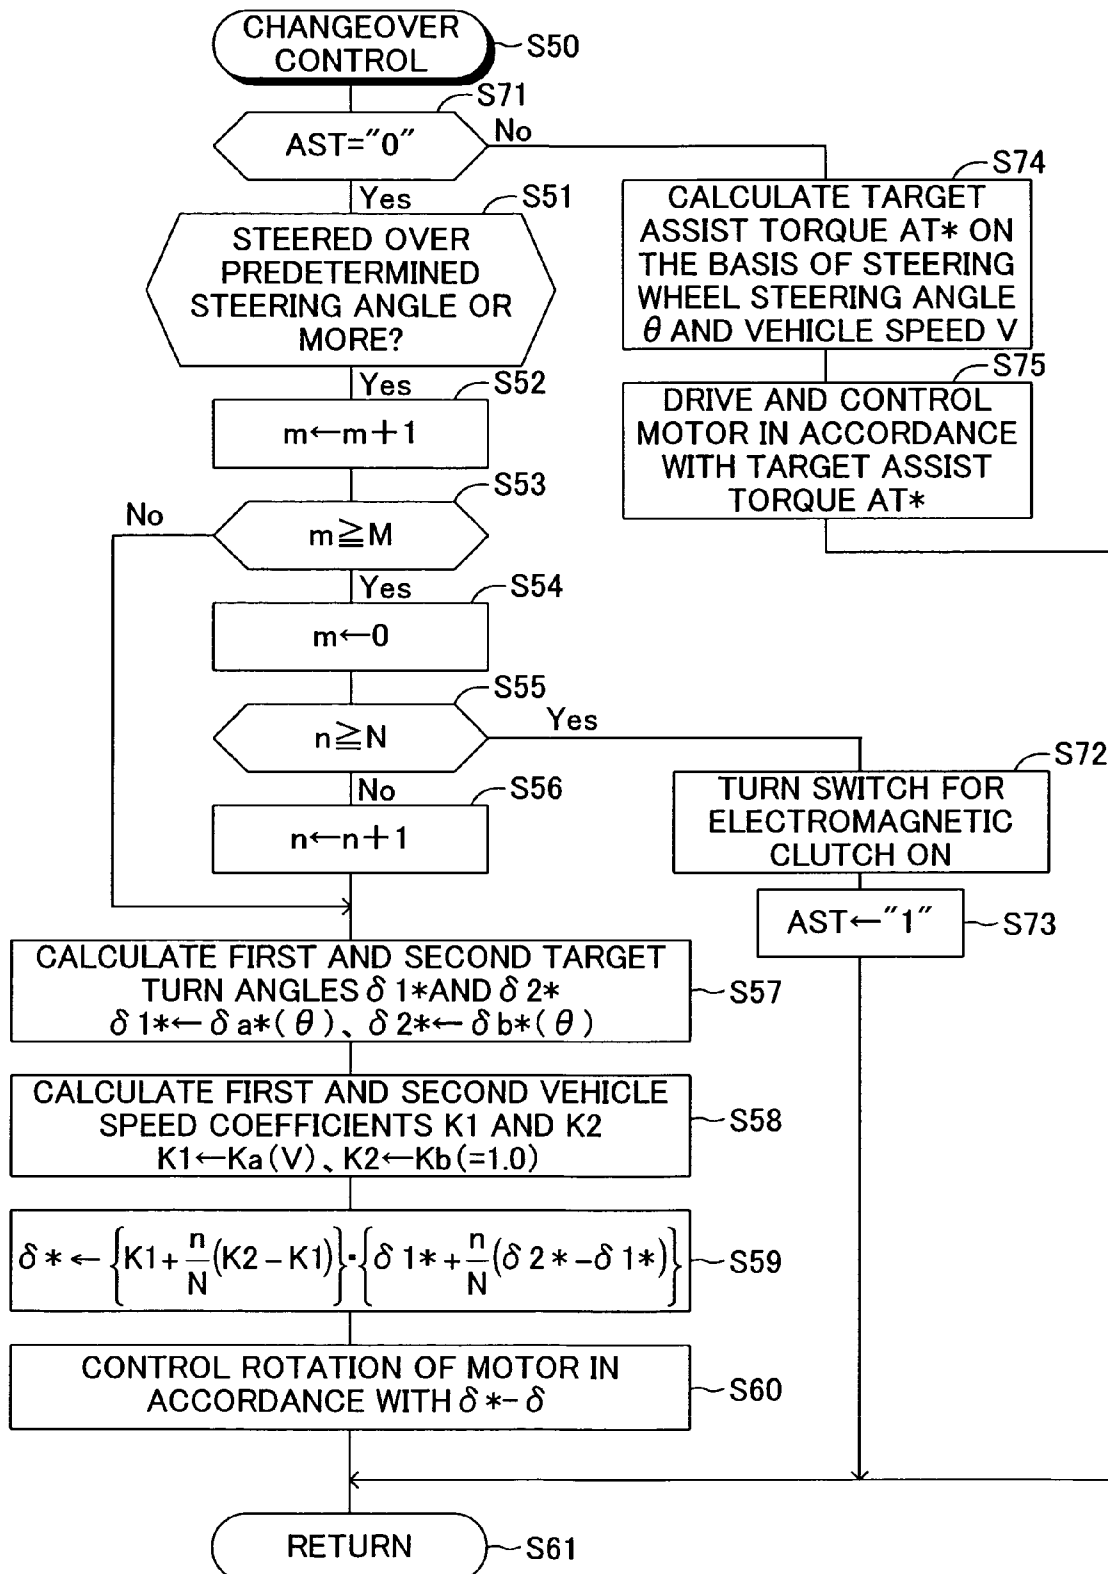 CHANGEOVER
CONTROL
S50
S71
AST="0"
No
Yes
S51
STEERED OVER
PREDETERMINED
STEERING ANGLE OR
MORE?
Yes
S52
m←m+1
S53
No
m≧M
Yes
S54
m←0
S55
n≧N
Yes
No
S56
n←n+1
S74
CALCULATE TARGET
ASSIST TORQUE AT* ON
THE BASIS OF STEERING
WHEEL STEERING ANGLE
θ AND VEHICLE SPEED V
S75
DRIVE AND CONTROL
MOTOR IN ACCORDANCE
WITH TARGET ASSIST
TORQUE AT*
S72
TURN SWITCH FOR
ELECTROMAGNETIC
CLUTCH ON
AST←"1"
S73
CALCULATE FIRST AND SECOND TARGET
TURN ANGLES δ1*AND δ2*
δ1*←δa*(θ)、δ2*←δb*(θ)
S57
CALCULATE FIRST AND SECOND VEHICLE
SPEED COEFFICIENTS K1 AND K2
K1←Ka(V)、K2←Kb(=1.0)
S58
δ*←{K1+n/N(K2-K1)}・{δ1*+n/N(δ2*-δ1*)}
S59
CONTROL ROTATION OF MOTOR IN
ACCORDANCE WITH δ*-δ
S60
RETURN
S61